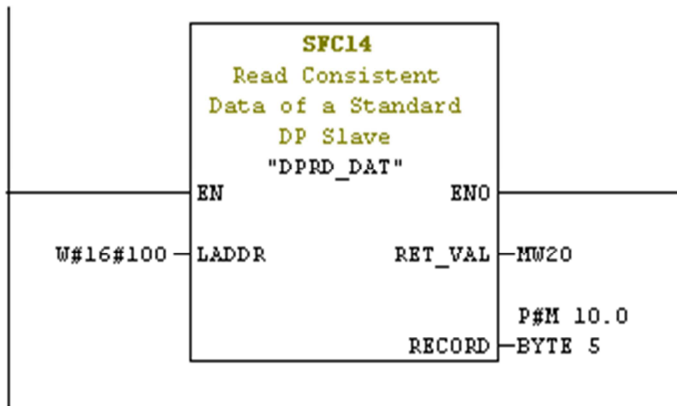 SFC14
Read Consistent
Data of a Standard
DP Slave
"DPRD_DAT"
EN ENO
W#16#100 LADDR RET_VAL MW20
P#M 10.0
RECORD BYTE 5